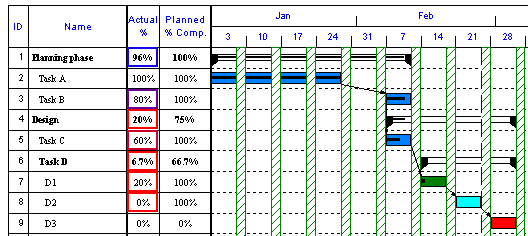 ID Name Actual % Planned % Comp. Jan Feb
3 10 17 24 31 7 14 21 28
1 Planning phase 96% 100%
2 Task A 100% 100%
3 Task B 80% 100%
4 Design 20% 75%
5 Task C 60% 100%
6 Task D 6.7% 66.7%
7 D1 20% 100%
8 D2 0% 100%
9 D3 0% 0%